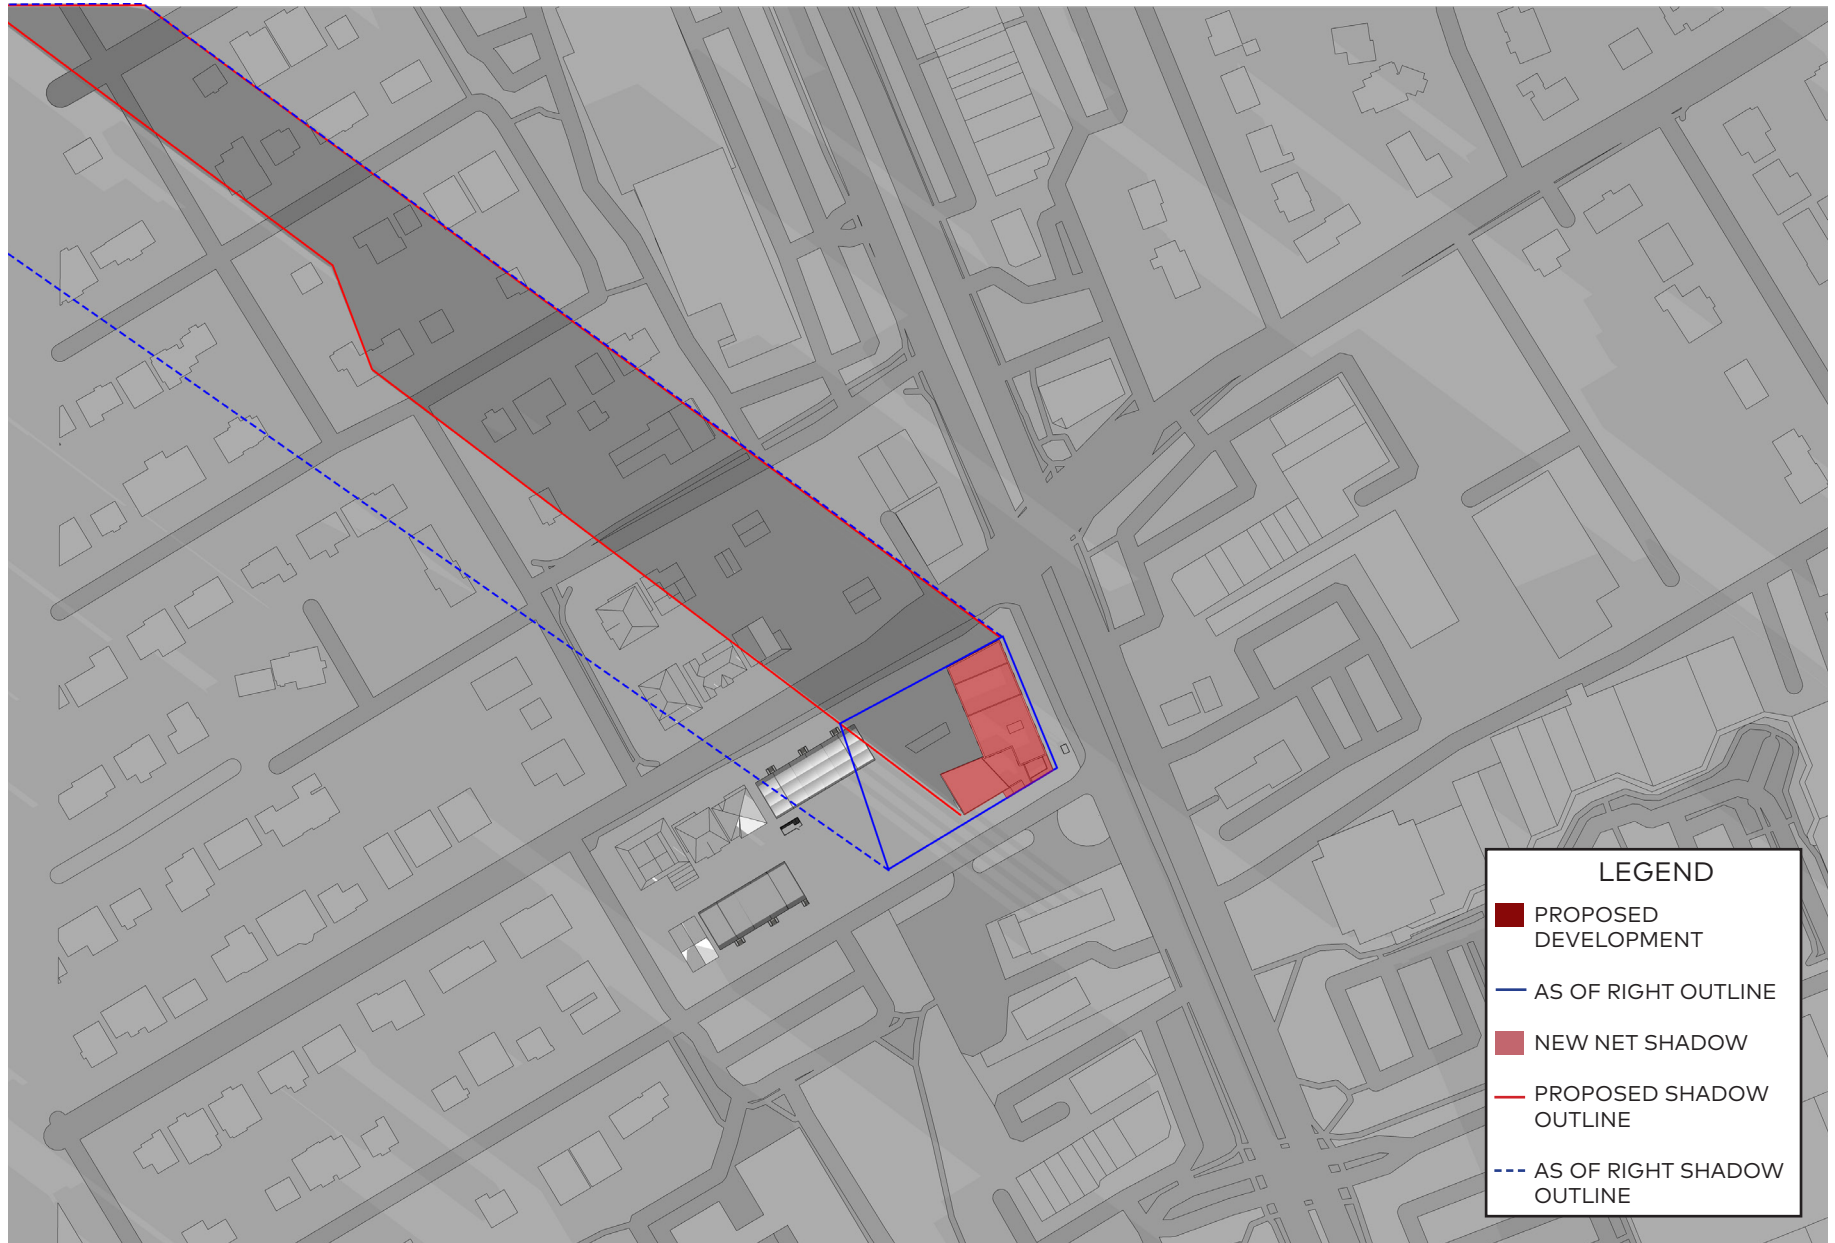 LEGEND
PROPOSED
DEVELOPMENT
AS OF RIGHT OUTLINE
NEW NET SHADOW
PROPOSED SHADOW
OUTLINE
AS OF RIGHT SHADOW
OUTLINE